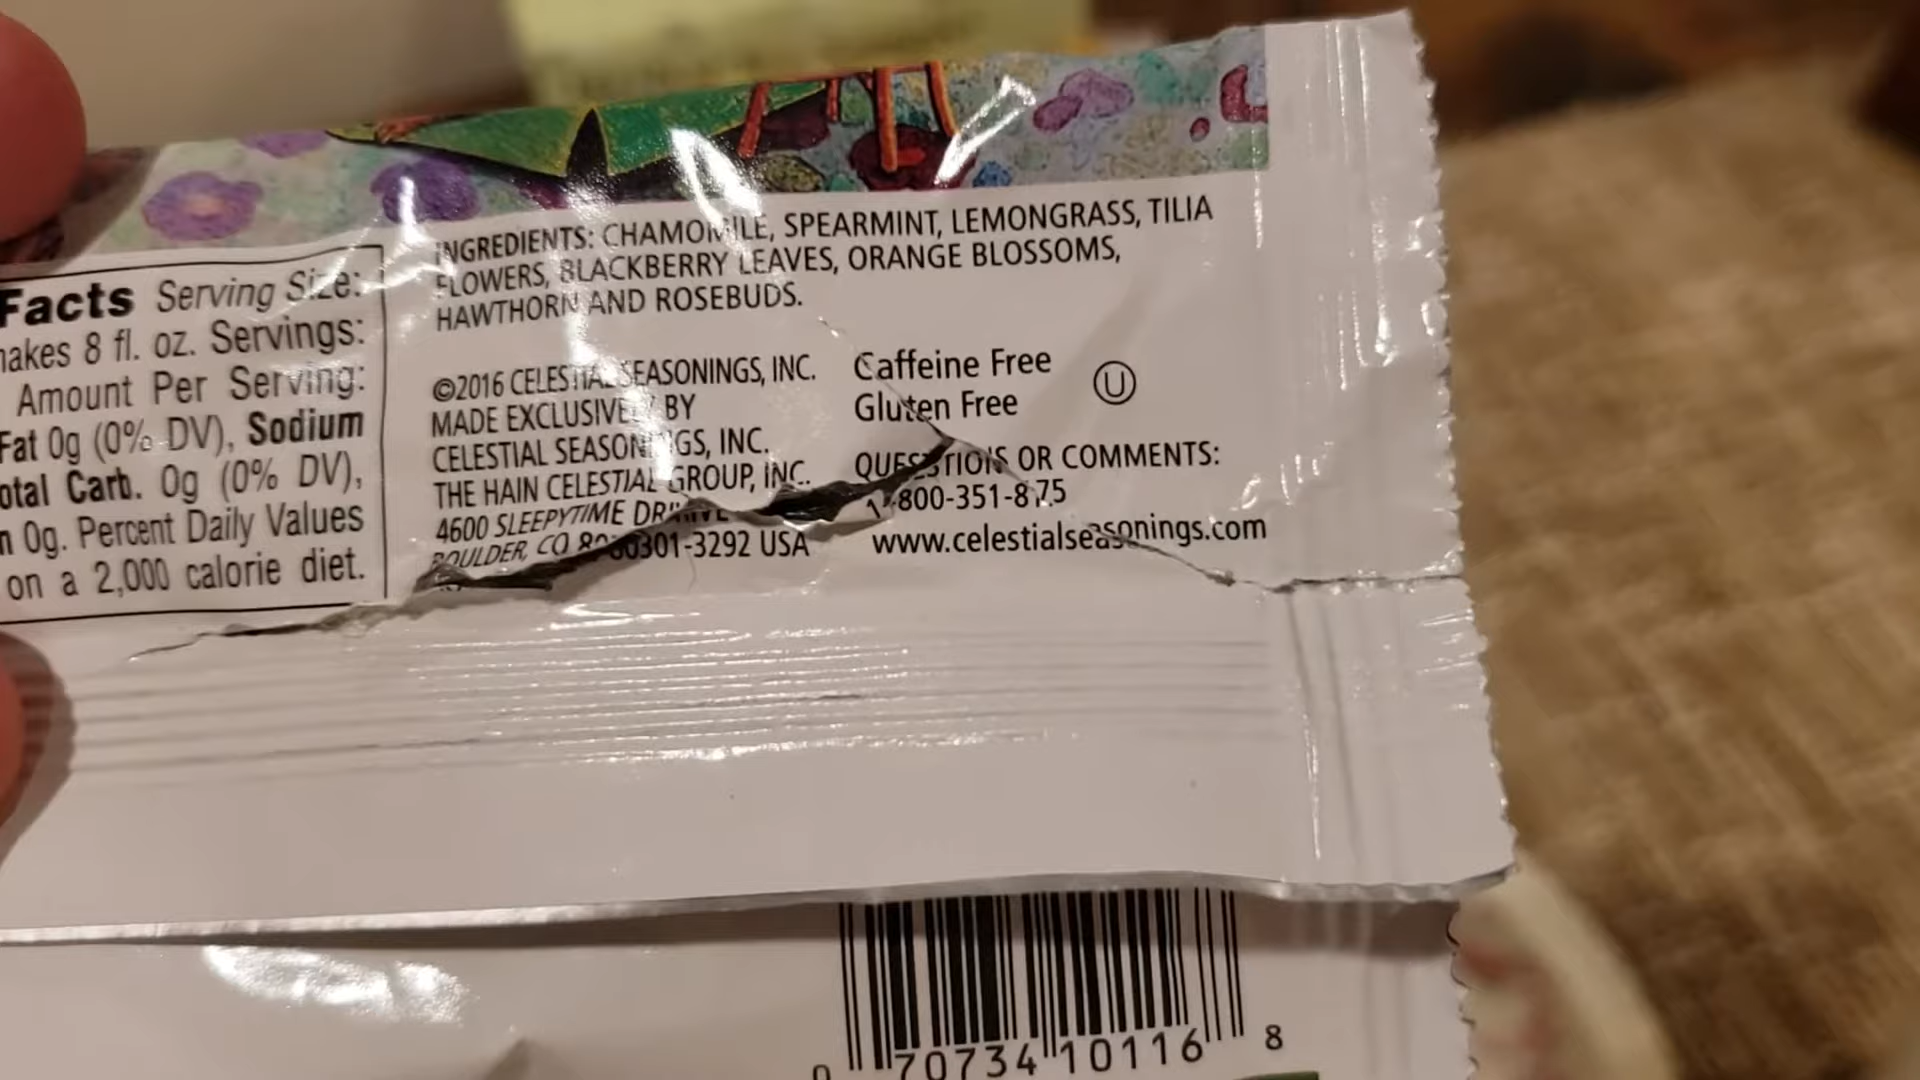 Facts Serving Size:
makes 8 fl. oz. Servings:
Amount Per Serving:
Fat 0g (0% DV), Sodium
otal Carb. 0g (0% DV),
n 0g. Percent Daily Values
on a 2,000 calorie diet.
INGREDIENTS: CHAMOMILE, SPEARMINT, LEMONGRASS, TILIA
FLOWERS, BLACKBERRY LEAVES, ORANGE BLOSSOMS,
HAWTHORN AND ROSEBUDS.
©2016 CELESTIAL SEASONINGS, INC.
MADE EXCLUSIVELY BY
CELESTIAL SEASONINGS, INC.
THE HAIN CELESTIAL GROUP, INC.
4600 SLEEPYTIME DRIVE
BOULDER, CO 80301-3292 USA
Caffeine Free
Gluten Free
U
QUESTIONS OR COMMENTS:
1-800-351-8175
www.celestialseasonings.com
0 70734 10116 8